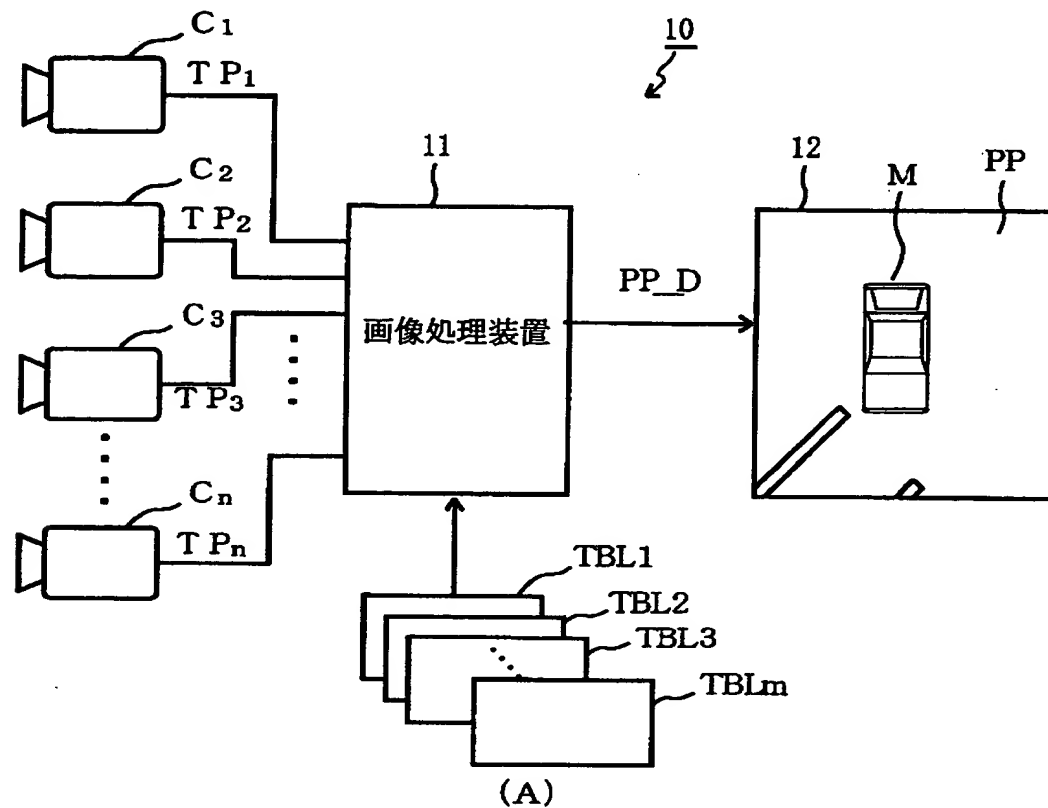 C1
TP1
10
C2
TP2
11
12
M
PP
C3
TP3
画像処理装置
PP_D
Cn
TPn
TBL1
TBL2
TBL3
TBLm
(A)